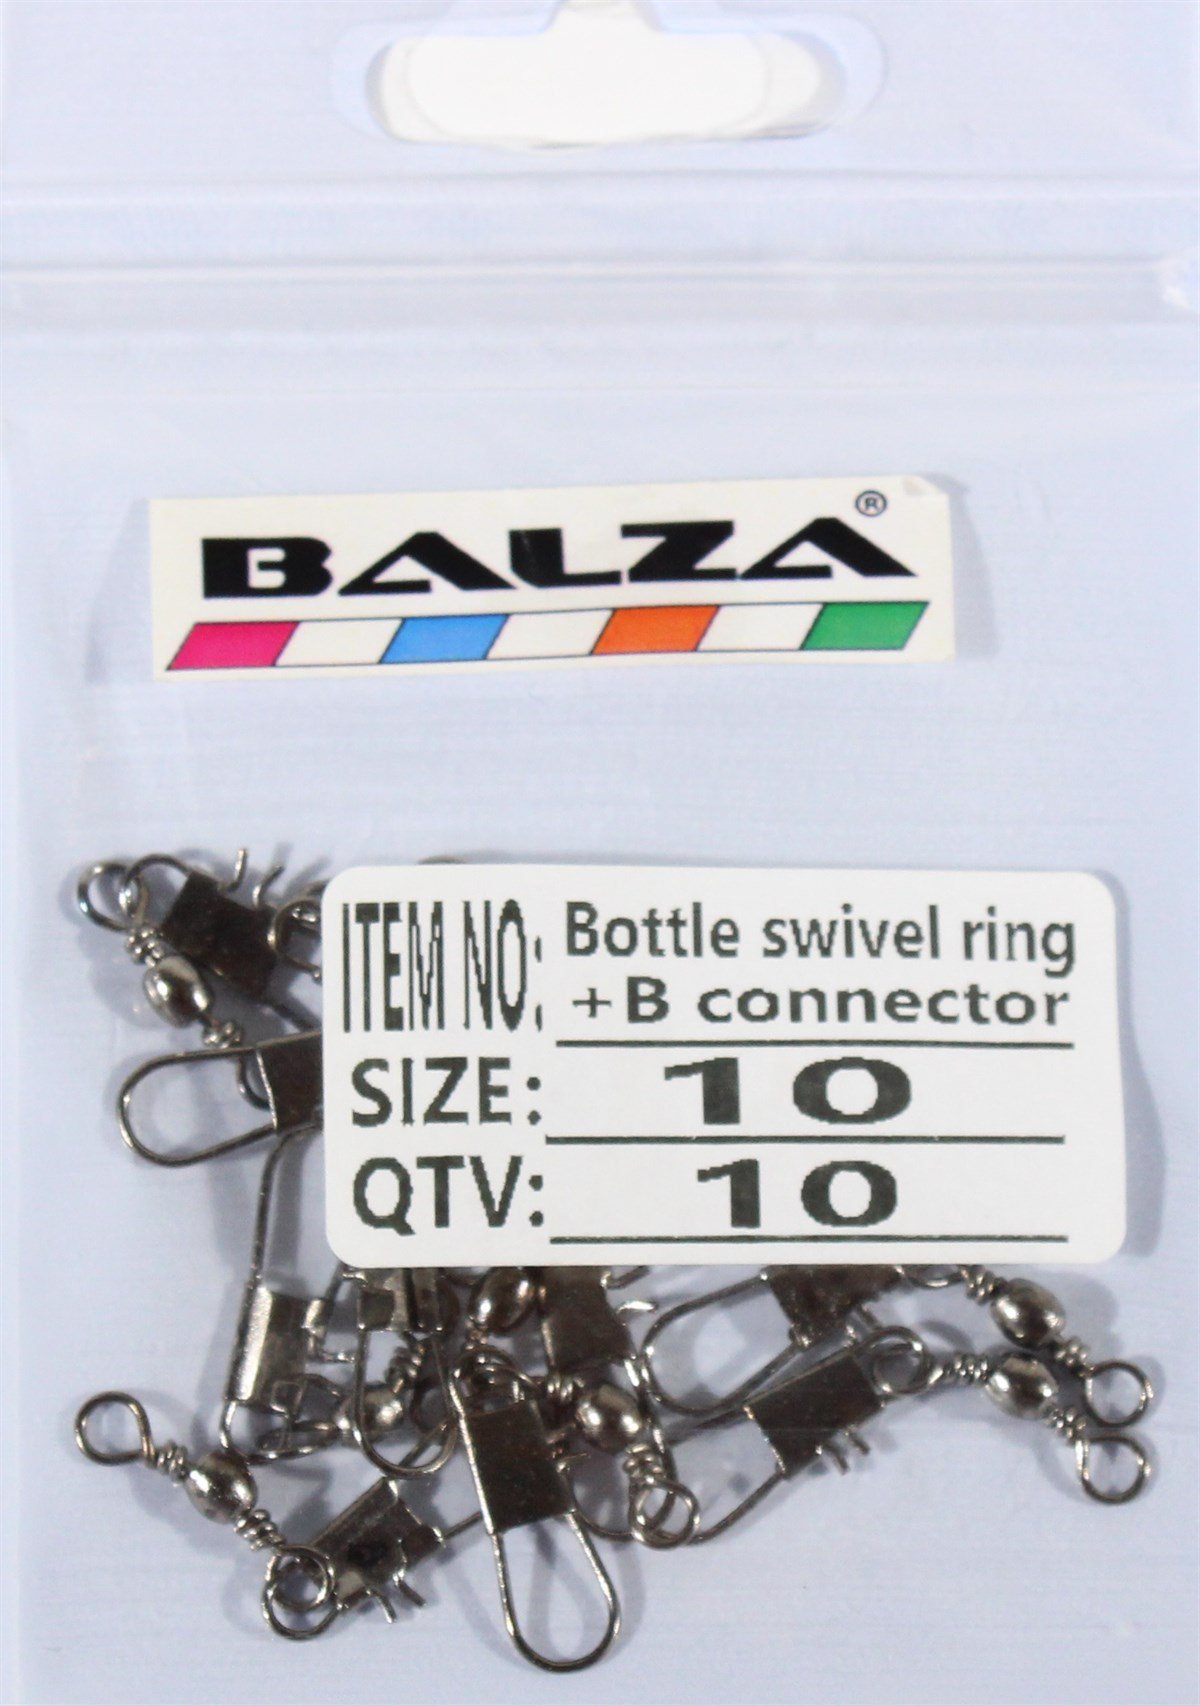 BALZA®
ITEM NO: Bottle swivel ring
+B connector
SIZE: 10
QTV: 10